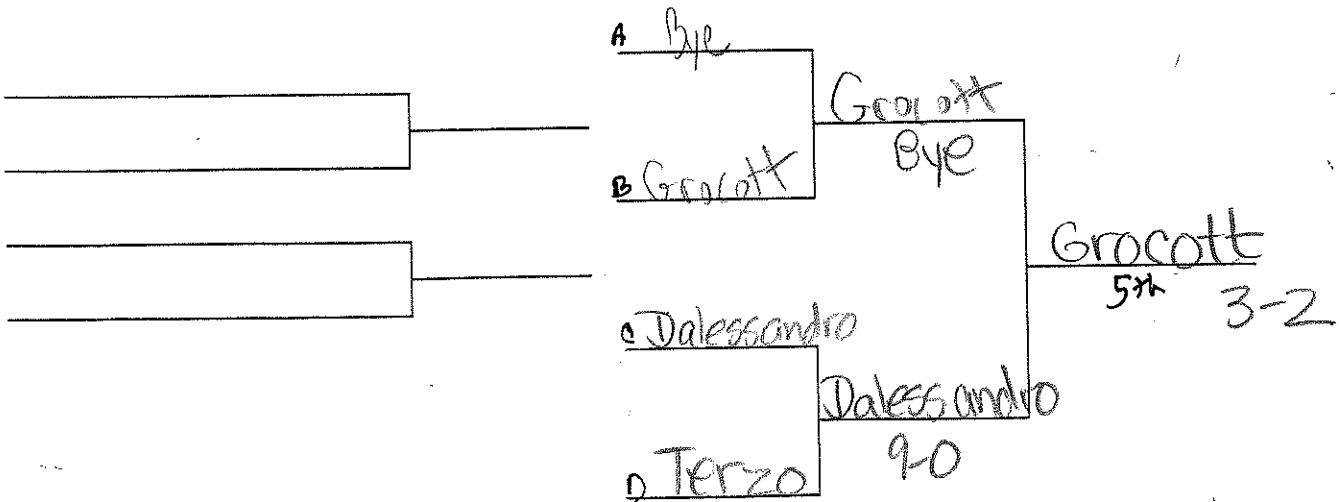 A Bye
Grocott
Bye
B Grocott
Grocott
5th
3-2
C Dalessandro
Dalessandro
9-0
D Terzo